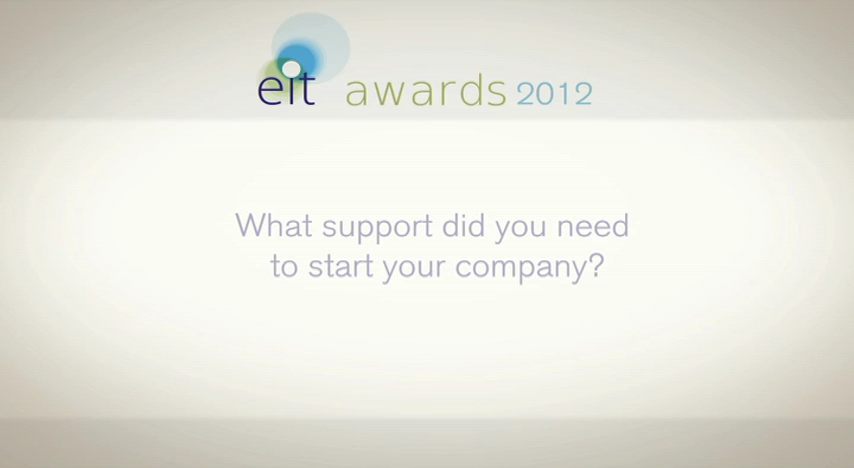 eit awards 2012
What support did you need
to start your company?